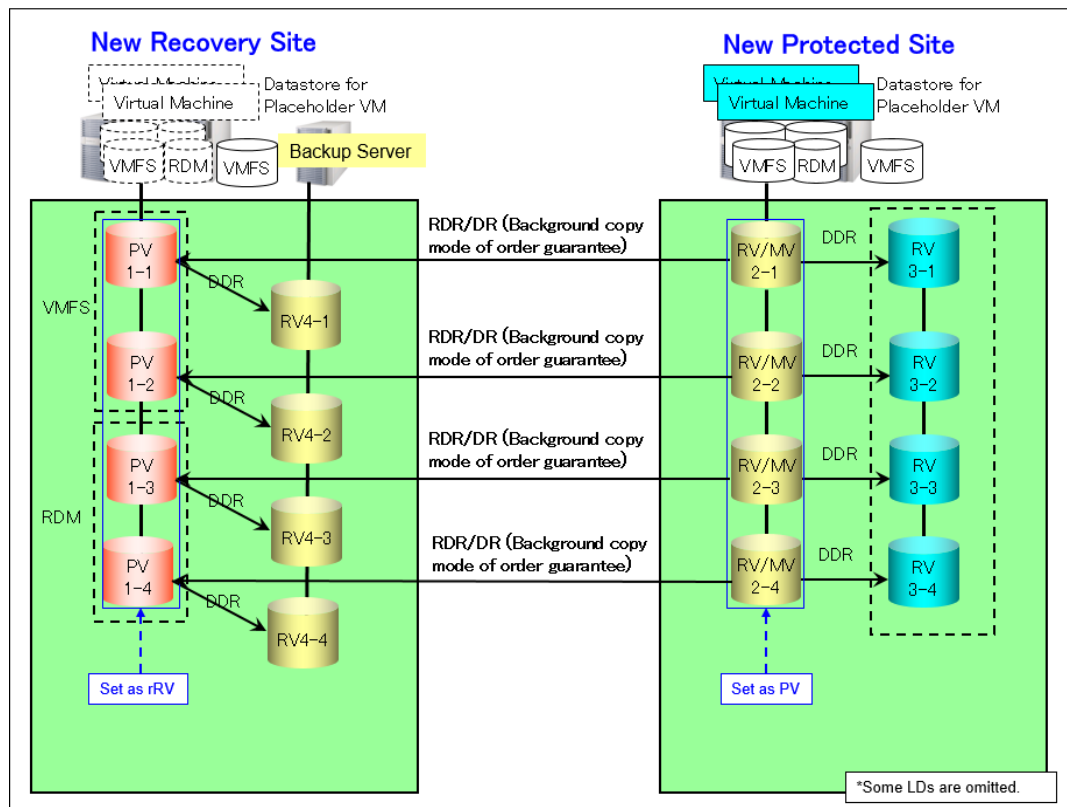 New Recovery Site
Virtual Machine
Virtual Machine
Datastore for
Placeholder VM
VMFS
RDM
VMFS
Backup Server
New Protected Site
Virtual Machine
Virtual Machine
Datastore for
Placeholder VM
VMFS
RDM
VMFS
VMFS
RDM
PV
1-1
PV
1-2
PV
1-3
PV
1-4
DDR
DDR
DDR
DDR
RV4-1
RV4-2
RV4-3
RV4-4
RDR/DR (Background copy
mode of order guarantee)
RDR/DR (Background copy
mode of order guarantee)
RDR/DR (Background copy
mode of order guarantee)
RDR/DR (Background copy
mode of order guarantee)
RV/MV
2-1
RV/MV
2-2
RV/MV
2-3
RV/MV
2-4
DDR
DDR
DDR
DDR
RV
3-1
RV
3-2
RV
3-3
RV
3-4
Set as rRV
Set as PV
*Some LDs are omitted.